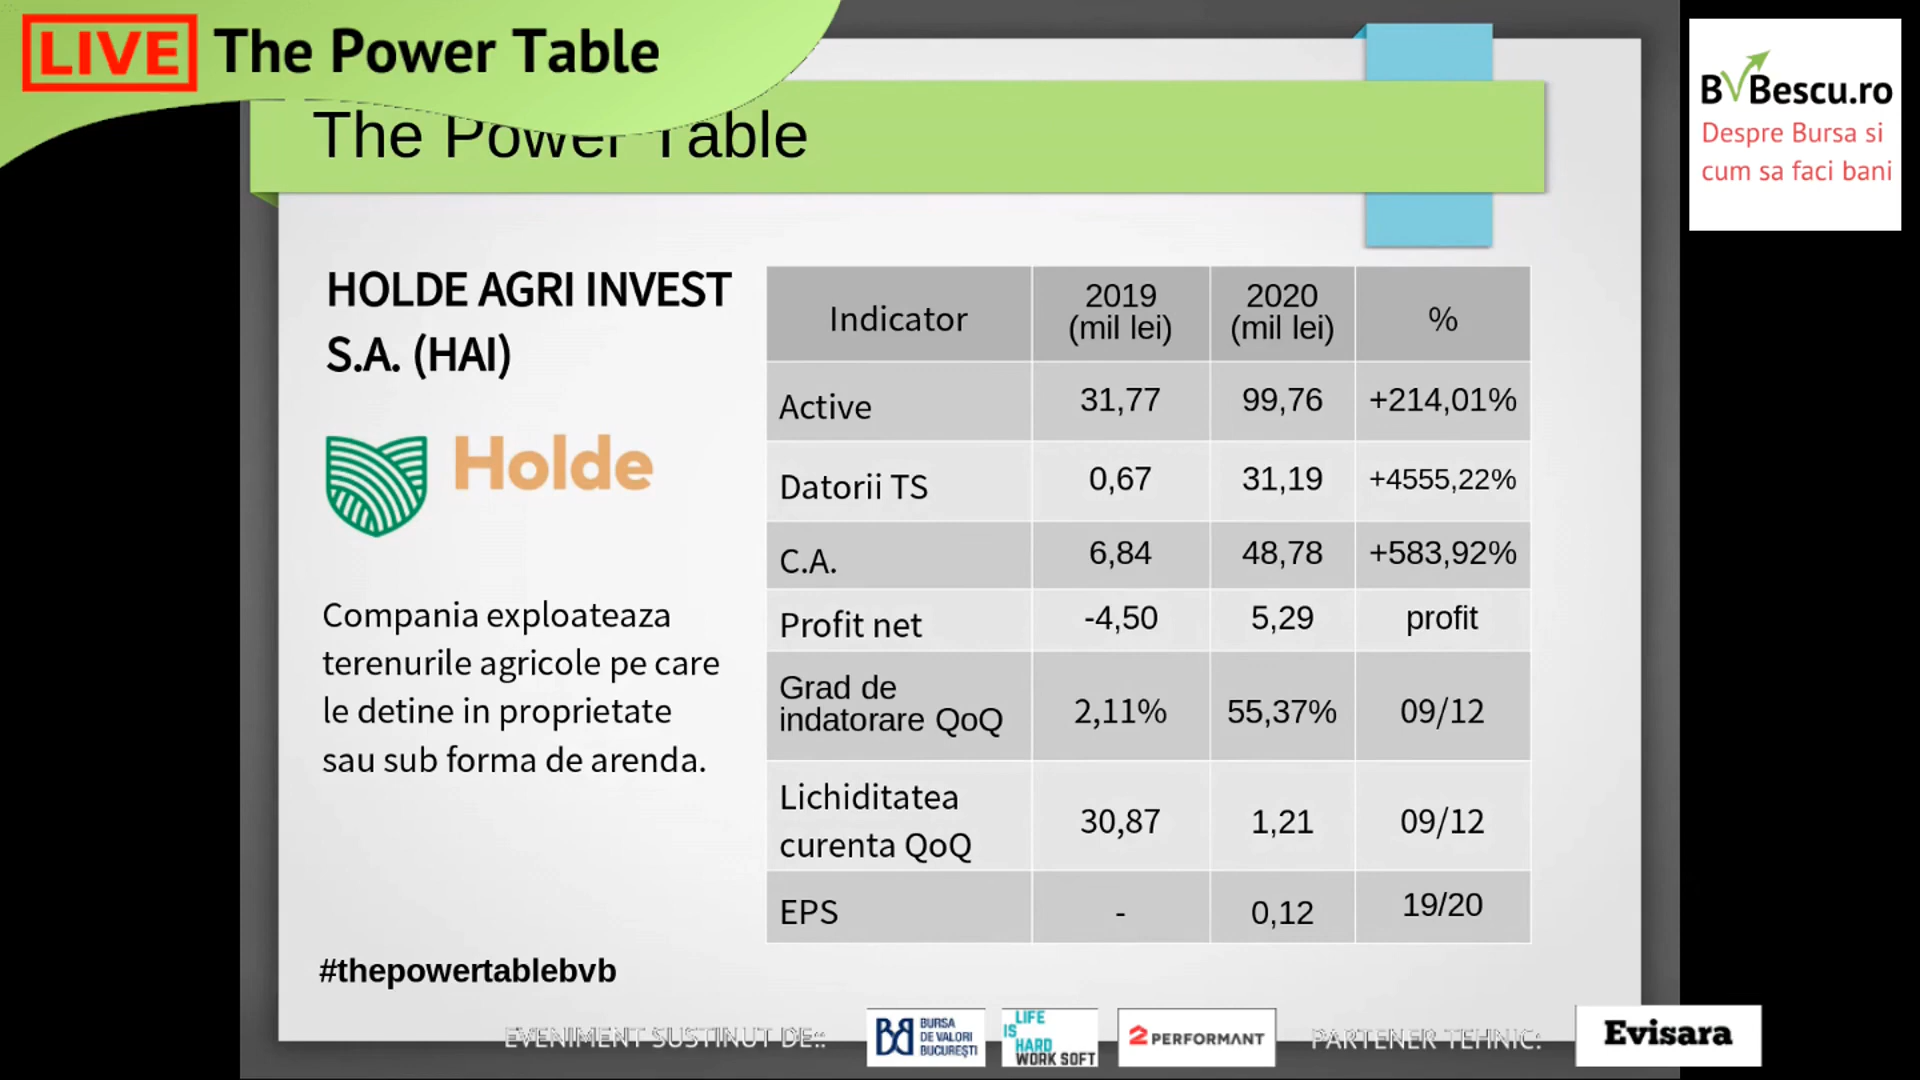 LIVE The Power Table
The Power Table
BVBescu.ro
Despre Bursa si
cum sa faci bani
HOLDE AGRI INVEST
S.A. (HAI)
Holde
Compania exploateaza
terenurile agricole pe care
le detine in proprietate
sau sub forma de arenda.
#thepowertablebvb
Indicator 2019 (mil lei) 2020 (mil lei) %
Active 31,77 99,76 +214,01%
Datorii TS 0,67 31,19 +4555,22%
C.A. 6,84 48,78 +583,92%
Profit net -4,50 5,29 profit
Grad de indatorare QoQ 2,11% 55,37% 09/12
Lichiditatea curenta QoQ 30,87 1,21 09/12
EPS - 0,12 19/20
EVENIMENT SUSTINUT DE::
BURSA
DE VALORI
BUCUREȘTI
LIFE
IS
HARD
WORK SOFT
2PERFORMANT
PARTENER TEHNIC:
Evisara